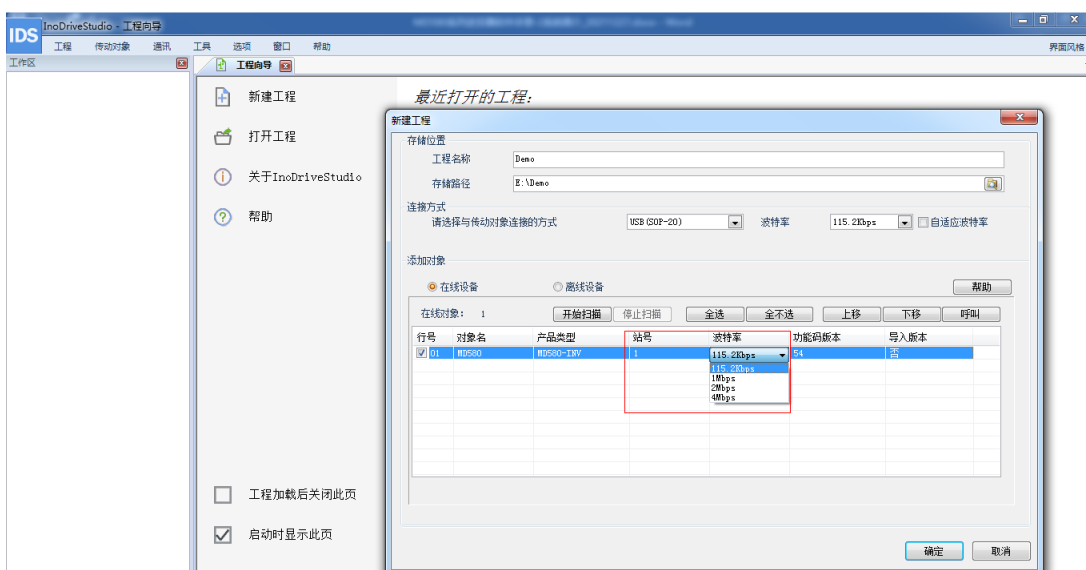 IDS
InoDriveStudio - 工程向导
工程 传动对象 通讯 工具 选项 窗口 帮助
界面风格
工作区
工程向导
新建工程
打开工程
关于InoDriveStudio
帮助
最近打开的工程:
新建工程
存储位置
工程名称 Demo
存储路径 E:\Demo
连接方式
请选择与传动对象连接的方式 USB(SOP-20) 波特率 115.2Kbps 自适应波特率
添加对象
在线设备 离线设备 帮助
在线对象: 1 开始扫描 停止扫描 全选 全不选 上移 下移 呼叫
行号 对象名 产品类型 站号 波特率 功能码版本 导入版本
01 MD580 MD580-INV 1 115.2Kbps 54 否
115.2Kbps
1Mbps
2Mbps
4Mbps
确定 取消
工程加载后关闭此页
启动时显示此页